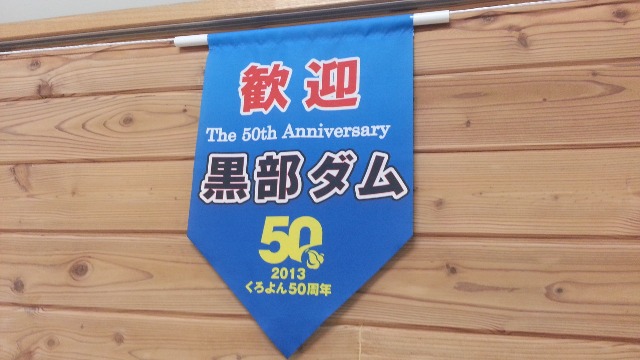 歓迎
The 50th Anniversary
黒部ダム
50
2013
くろよん50周年